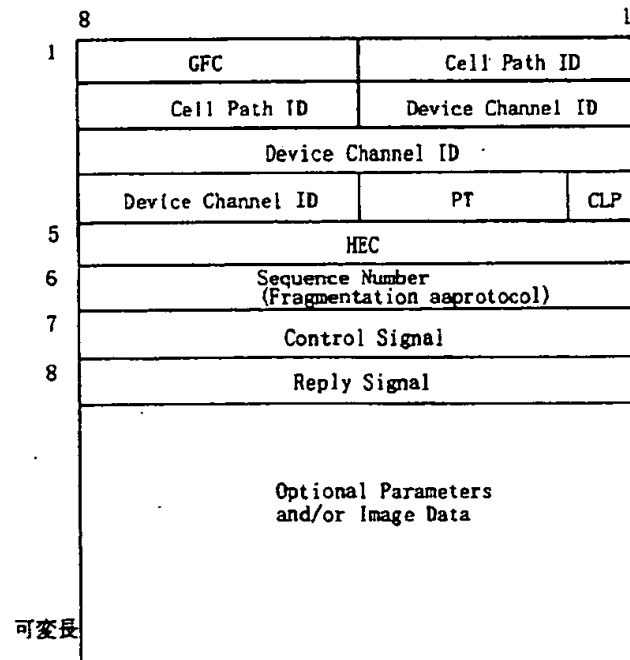 8 1
1 GFC Cell Path ID
Cell Path ID Device Channel ID
Device Channel ID
Device Channel ID PT CLP
5 HEC
6 Sequence Number
(Fragmentation aaprotocol)
7 Control Signal
8 Reply Signal
Optional Parameters
and/or Image Data
可変長